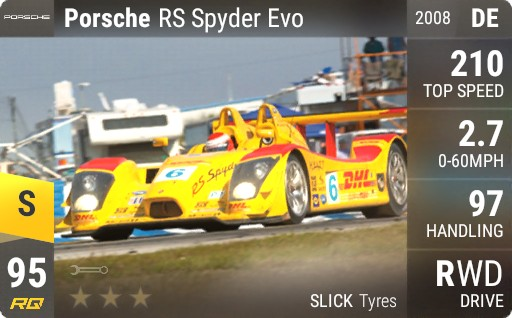 PORSCHE
Porsche RS Spyder Evo
2008 DE
210
TOP SPEED
2.7
0-60MPH
97
HANDLING
RWD
DRIVE
S
95
RQ
SLICK Tyres
RS Spyder
6
DHL
6
DHL
DHL